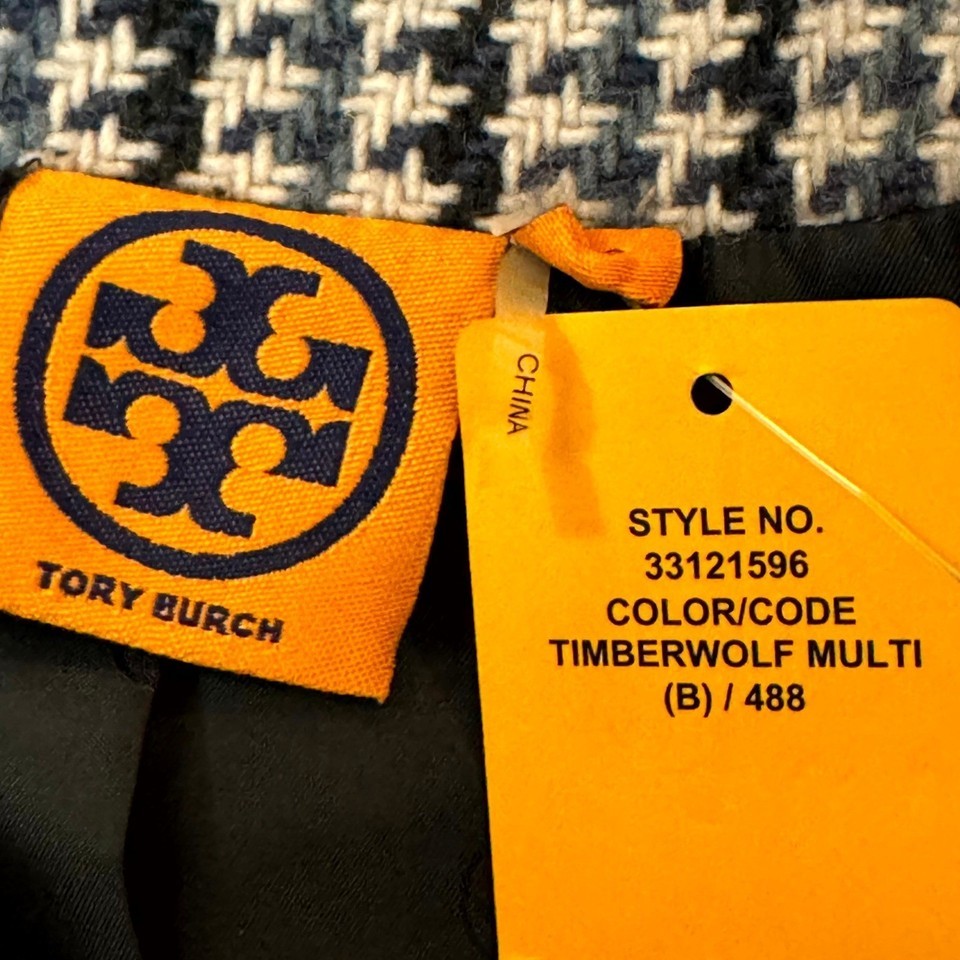 TORY BURCH
CHINA
STYLE NO.
33121596
COLOR/CODE
TIMBERWOLF MULTI
(B) / 488